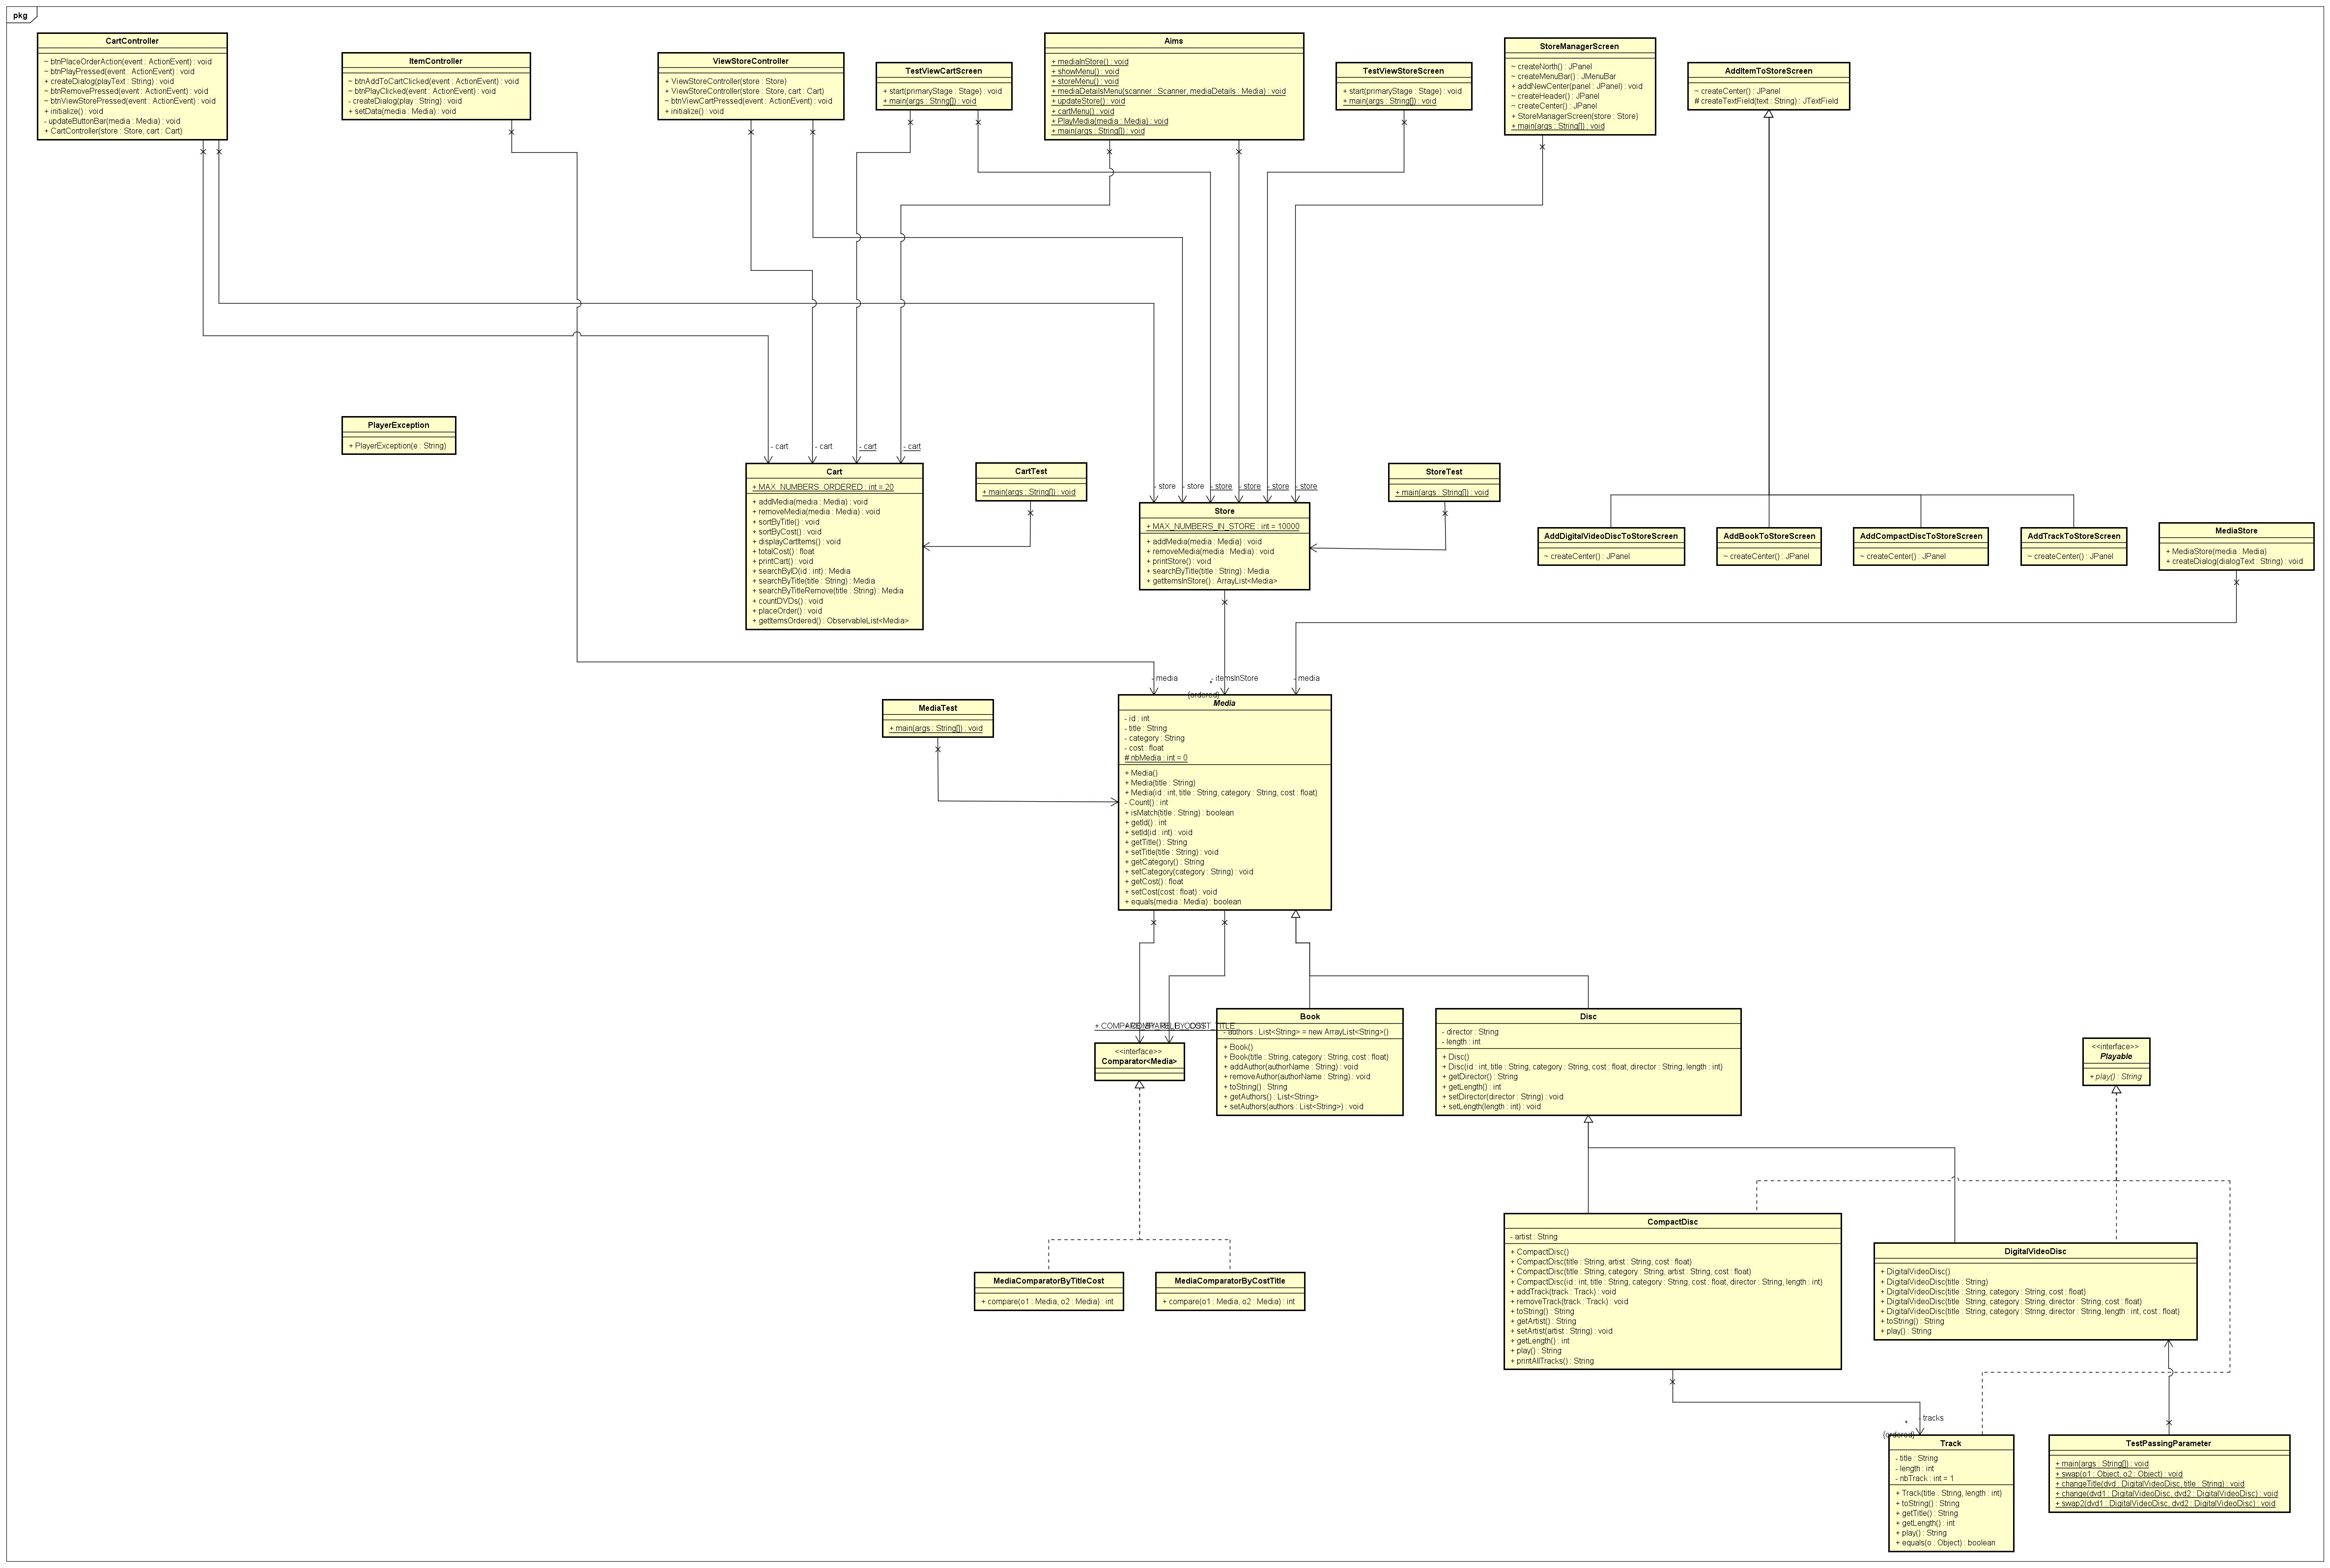 pkg
CartController
~ btnPlaceOrderAction(event : ActionEvent) : void
~ btnPlayPressed(event : ActionEvent) : void
+ createDialog(playText : String) : void
~ btnRemovePressed(event : ActionEvent) : void
~ btnViewStorePressed(event : ActionEvent) : void
+ initialize() : void
- updateButtonBar(media : Media) : void
+ CartController(store : Store, cart : Cart)
ItemController
~ btnAddToCartClicked(event : ActionEvent) : void
~ btnPlayClicked(event : ActionEvent) : void
- createDialog(play : String) : void
+ setData(media : Media) : void
ViewStoreController
+ ViewStoreController(store : Store)
+ ViewStoreController(store : Store, cart : Cart)
~ btnViewCartPressed(event : ActionEvent) : void
+ initialize() : void
TestViewCartScreen
+ start(primaryStage : Stage) : void
+ main(args : String[]) : void
Aims
+ mediaInStore() : void
+ showMenu() : void
+ storeMenu() : void
+ mediaDetailsMenu(scanner : Scanner, mediaDetails : Media) : void
+ updateStore() : void
+ cartMenu() : void
+ PlayMedia(media : Media) : void
+ main(args : String[]) : void
TestViewStoreScreen
+ start(primaryStage : Stage) : void
+ main(args : String[]) : void
StoreManagerScreen
~ createNorth() : JPanel
~ createMenuBar() : JMenuBar
+ addNewCenter(panel : JPanel) : void
~ createHeader() : JPanel
~ createCenter() : JPanel
+ StoreManagerScreen(store : Store)
+ main(args : String[]) : void
AddItemToStoreScreen
~ createCenter() : JPanel
# createTextField(text : String) : JTextField
PlayerException
+ PlayerException(e : String)
- cart
- cart
- cart
- cart
Cart
+ MAX_NUMBERS_ORDERED : int = 20
+ addMedia(media : Media) : void
+ removeMedia(media : Media) : void
+ sortByTitle() : void
+ sortByCost() : void
+ displayCartItems() : void
+ totalCost() : float
+ printCart() : void
+ searchByID(id : int) : Media
+ searchByTitle(title : String) : Media
+ searchByTitleRemove(title : String) : Media
+ countDVDs() : void
+ placeOrder() : void
+ getItemsOrdered() : ObservableList<Media>
CartTest
+ main(args : String[]) : void
- store
- store
- store
- store
- store
- store
Store
+ MAX_NUMBERS_IN_STORE : int = 10000
+ addMedia(media : Media) : void
+ removeMedia(media : Media) : void
+ printStore() : void
+ searchByTitle(title : String) : Media
+ getItemsInStore() : ArrayList<Media>
StoreTest
+ main(args : String[]) : void
AddDigitalVideoDiscToStoreScreen
~ createCenter() : JPanel
AddBookToStoreScreen
~ createCenter() : JPanel
AddCompactDiscToStoreScreen
~ createCenter() : JPanel
AddTrackToStoreScreen
~ createCenter() : JPanel
MediaStore
+ MediaStore(media : Media)
+ createDialog(dialogText : String) : void
- media
- itemsInStore
*
{ordered}
- media
MediaTest
+ main(args : String[]) : void
Media
- id : int
- title : String
- category : String
- cost : float
# nbMedia : int = 0
+ Media()
+ Media(title : String)
+ Media(id : int, title : String, category : String, cost : float)
- Count() : int
+ isMatch(title : String) : boolean
+ getId() : int
+ setId(id : int) : void
+ getTitle() : String
+ setTitle(title : String) : void
+ getCategory() : String
+ setCategory(category : String) : void
+ getCost() : float
+ setCost(cost : float) : void
+ equals(media : Media) : boolean
<<interface>>
Comparator<Media>
Book
- authors : List<String> = new ArrayList<String>()
+ Book()
+ Book(title : String, category : String, cost : float)
+ addAuthor(authorName : String) : void
+ removeAuthor(authorName : String) : void
+ toString() : String
+ getAuthors() : List<String>
+ setAuthors(authors : List<String>) : void
Disc
- director : String
- length : int
+ Disc()
+ Disc(id : int, title : String, category : String, cost : float, director : String, length : int)
+ getDirector() : String
+ getLength() : int
+ setDirector(director : String) : void
+ setLength(length : int) : void
<<interface>>
Playable
+ play() : String
MediaComparatorByTitleCost
+ compare(o1 : Media, o2 : Media) : int
MediaComparatorByCostTitle
+ compare(o1 : Media, o2 : Media) : int
CompactDisc
- artist : String
+ CompactDisc()
+ CompactDisc(title : String, artist : String, cost : float)
+ CompactDisc(title : String, category : String, artist : String, cost : float)
+ CompactDisc(id : int, title : String, category : String, cost : float, director : String, length : int)
+ addTrack(track : Track) : void
+ removeTrack(track : Track) : void
+ toString() : String
+ getArtist() : String
+ setArtist(artist : String) : void
+ getLength() : int
+ play() : String
+ printAllTracks() : String
DigitalVideoDisc
+ DigitalVideoDisc()
+ DigitalVideoDisc(title : String)
+ DigitalVideoDisc(title : String, category : String, cost : float)
+ DigitalVideoDisc(title : String, category : String, director : String, cost : float)
+ DigitalVideoDisc(title : String, category : String, director : String, length : int, cost : float)
+ toString() : String
+ play() : String
- tracks
*
{ordered}
Track
- title : String
- length : int
- nbTrack : int = 1
+ Track(title : String, length : int)
+ toString() : String
+ getTitle() : String
+ getLength() : int
+ play() : String
+ equals(o : Object) : boolean
TestPassingParameter
+ main(args : String[]) : void
+ swap(o1 : Object, o2 : Object) : void
+ changeTitle(dvd : DigitalVideoDisc, title : String) : void
+ change(dvd1 : DigitalVideoDisc, dvd2 : DigitalVideoDisc) : void
+ swap2(dvd1 : DigitalVideoDisc, dvd2 : DigitalVideoDisc) : void